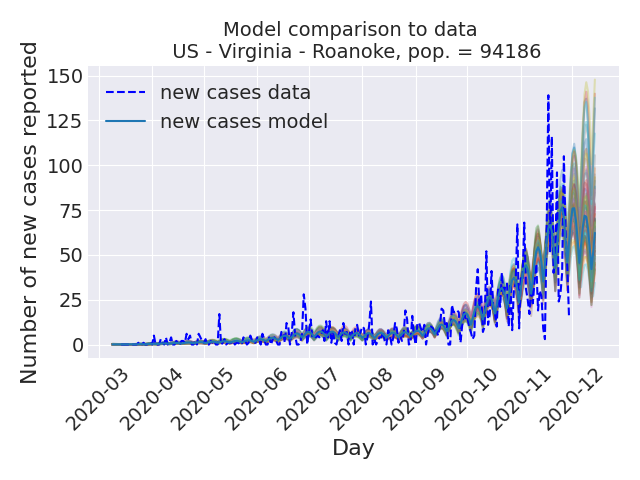 Model comparison to data
US - Virginia - Roanoke, pop. = 94186
new cases data
new cases model
Number of new cases reported
150
125
100
75
50
25
0
2020-03
2020-04
2020-05
2020-06
2020-07
2020-08
2020-09
2020-10
2020-11
2020-12
Day